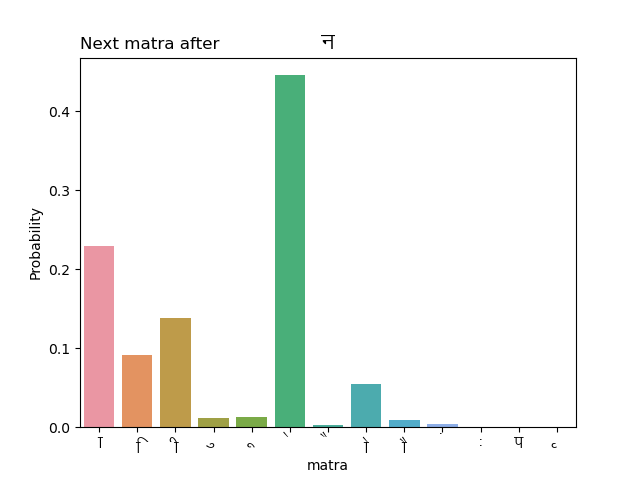 Next matra after न
0.4
0.3
0.2
0.1
0.0
Probability
ा ि ी ु ू े ै ो ौ ं ः प ृ
matra